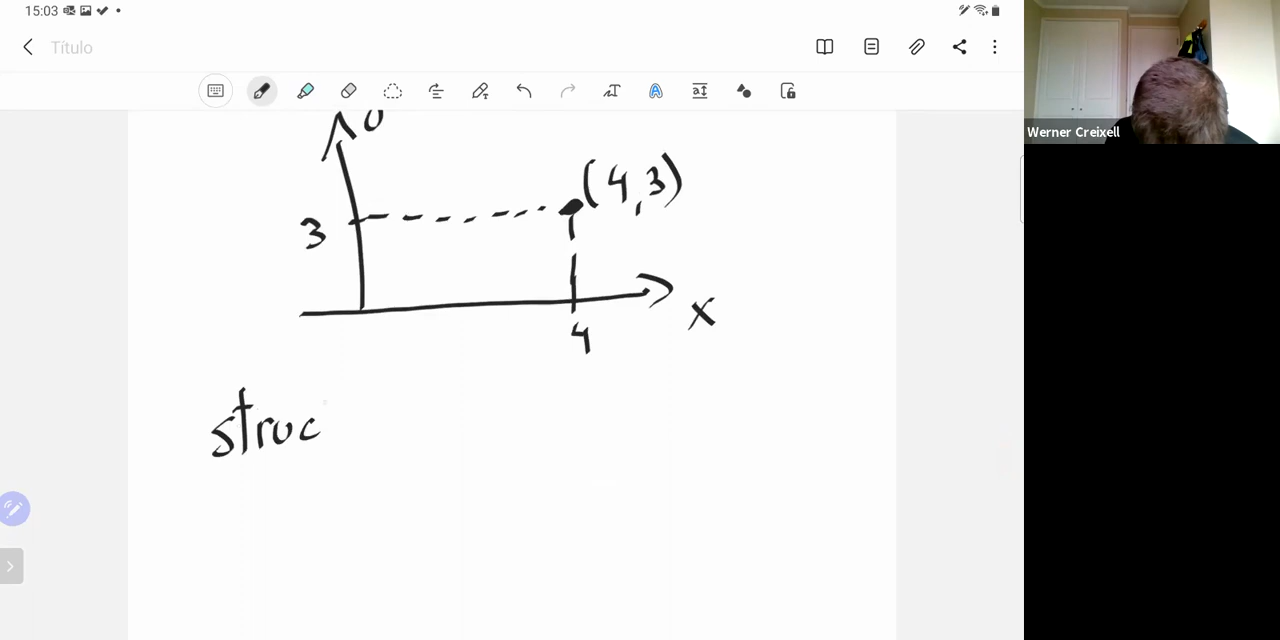 15:03
Título
(4,3)
3
x
4
struc
Werner Creixell